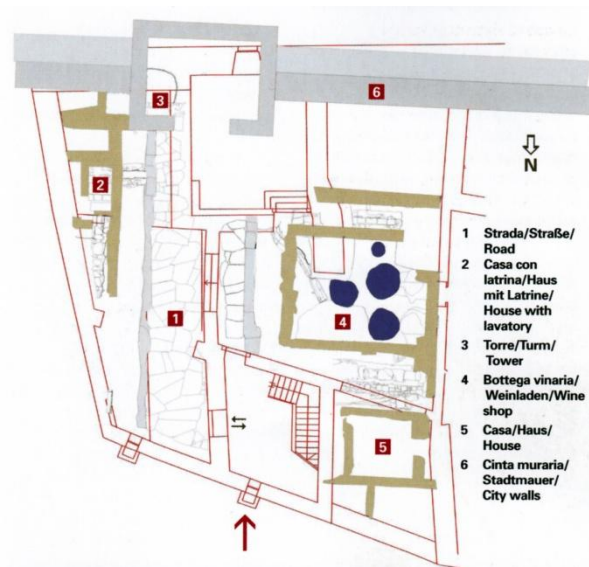 3
6
N
2
1
4
5
1 Strada/Straße/
Road
2 Casa con
latrina/Haus
mit Latrine/
House with
lavatory
3 Torre/Turm/
Tower
4 Bottega vinaria/
Weinladen/Wine
shop
5 Casa/Haus/
House
6 Cinta muraria/
Stadtmauer/
City walls